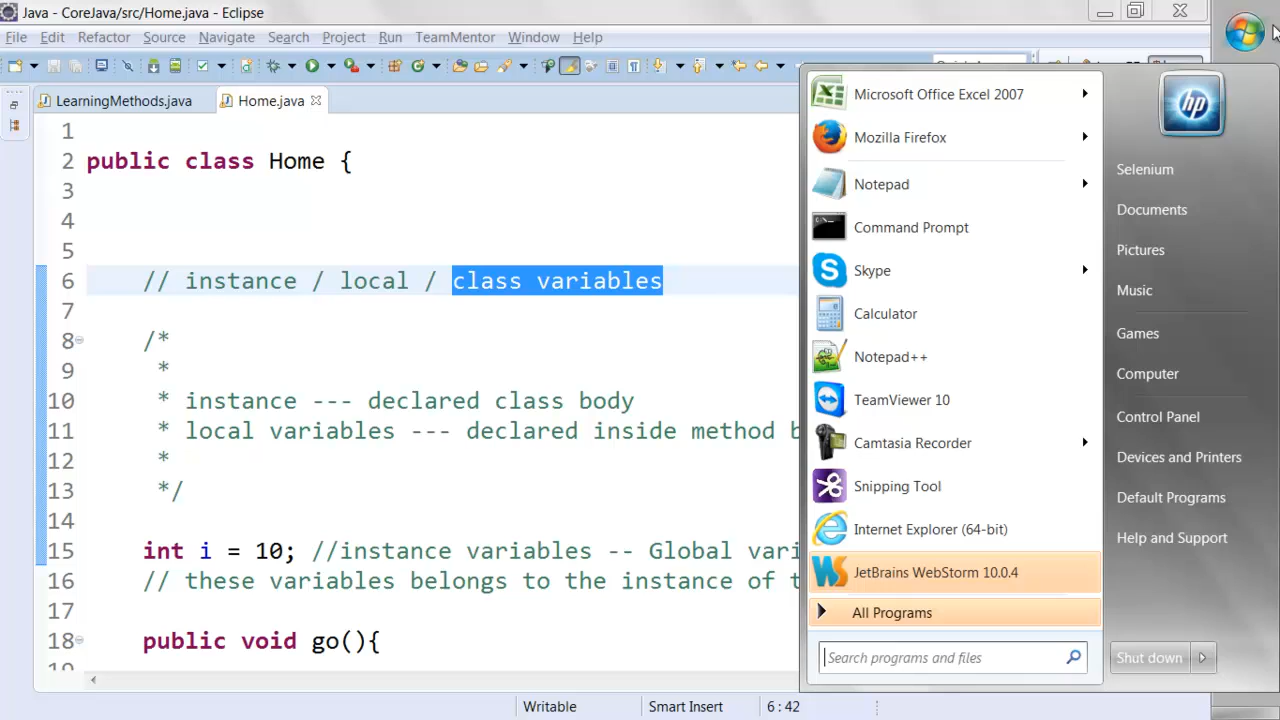 Java - CoreJava/src/Home.java - Eclipse
File Edit Refactor Source Navigate Search Project Run TeamMentor Window Help
LearningMethods.java Home.java
1
2 public class Home {
3
4
5
6 // instance / local / class variables
7
8 /*
9 *
10 * instance --- declared class body
11 * local variables --- declared inside method b
12 *
13 */
14
15 int i = 10; //instance variables -- Global vari
16 // these variables belongs to the instance of t
17
18 public void go(){
Writable Smart Insert 6 : 42
Microsoft Office Excel 2007
Mozilla Firefox
Notepad
Command Prompt
Skype
Calculator
Notepad++
TeamViewer 10
Camtasia Recorder
Snipping Tool
Internet Explorer (64-bit)
JetBrains WebStorm 10.0.4
All Programs
Search programs and files
hp
Selenium
Documents
Pictures
Music
Games
Computer
Control Panel
Devices and Printers
Default Programs
Help and Support
Shut down